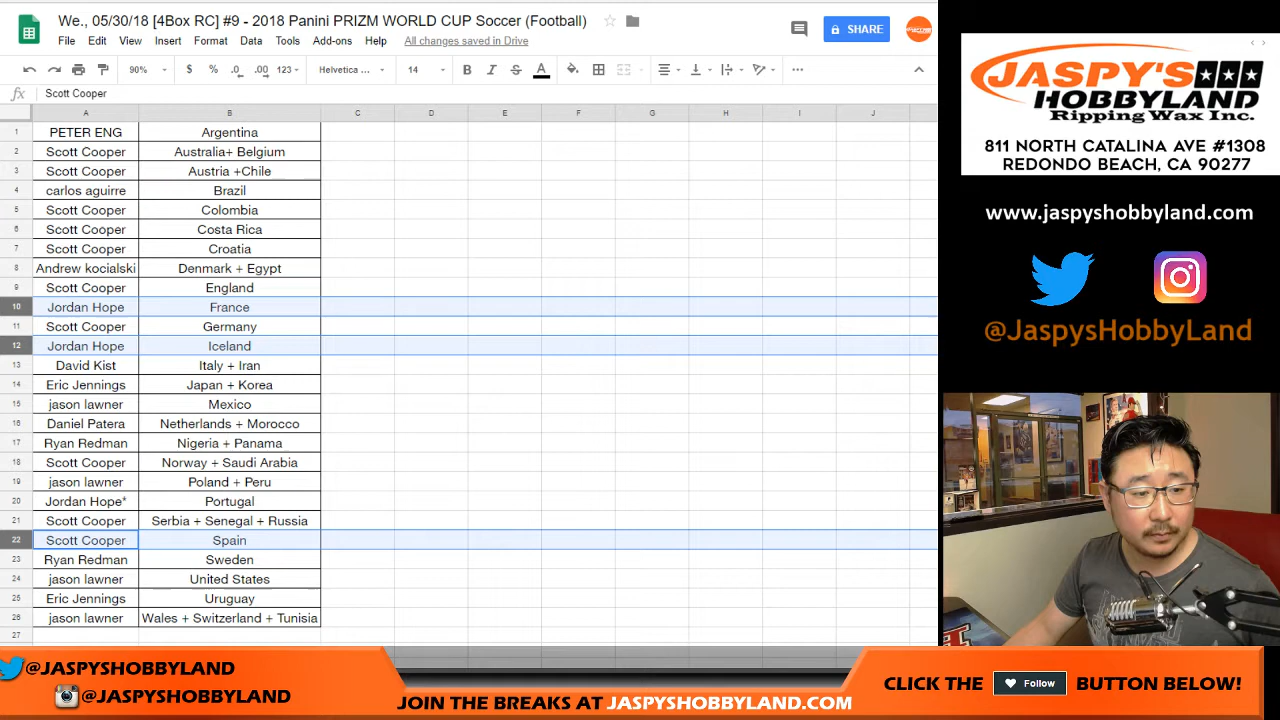 We., 05/30/18 [4Box RC] #9 - 2018 Panini PRIZM WORLD CUP Soccer (Football)
File Edit View Insert Format Data Tools Add-ons Help All changes saved in Drive
SHARE
90% $ % .0 .00 123 Helvetica ... 14 B I S A
fx Scott Cooper
A B C D E F G H I J
1 PETER ENG Argentina
2 Scott Cooper Australia+ Belgium
3 Scott Cooper Austria +Chile
4 carlos aguirre Brazil
5 Scott Cooper Colombia
6 Scott Cooper Costa Rica
7 Scott Cooper Croatia
8 Andrew kocialski Denmark + Egypt
9 Scott Cooper England
10 Jordan Hope France
11 Scott Cooper Germany
12 Jordan Hope Iceland
13 David Kist Italy + Iran
14 Eric Jennings Japan + Korea
15 jason lawner Mexico
16 Daniel Patera Netherlands + Morocco
17 Ryan Redman Nigeria + Panama
18 Scott Cooper Norway + Saudi Arabia
19 jason lawner Poland + Peru
20 Jordan Hope* Portugal
21 Scott Cooper Serbia + Senegal + Russia
22 Scott Cooper Spain
23 Ryan Redman Sweden
24 jason lawner United States
25 Eric Jennings Uruguay
26 jason lawner Wales + Switzerland + Tunisia
27
JASPY'S
HOBBYLAND
Ripping Wax Inc.
811 NORTH CATALINA AVE #1308
REDONDO BEACH, CA 90277
www.jaspyshobbyland.com
@JaspysHobbyLand
@JASPYSHOBBYLAND
@JASPYSHOBBYLAND
JOIN THE BREAKS AT JASPYSHOBBYLAND.COM
CLICK THE Follow BUTTON BELOW!